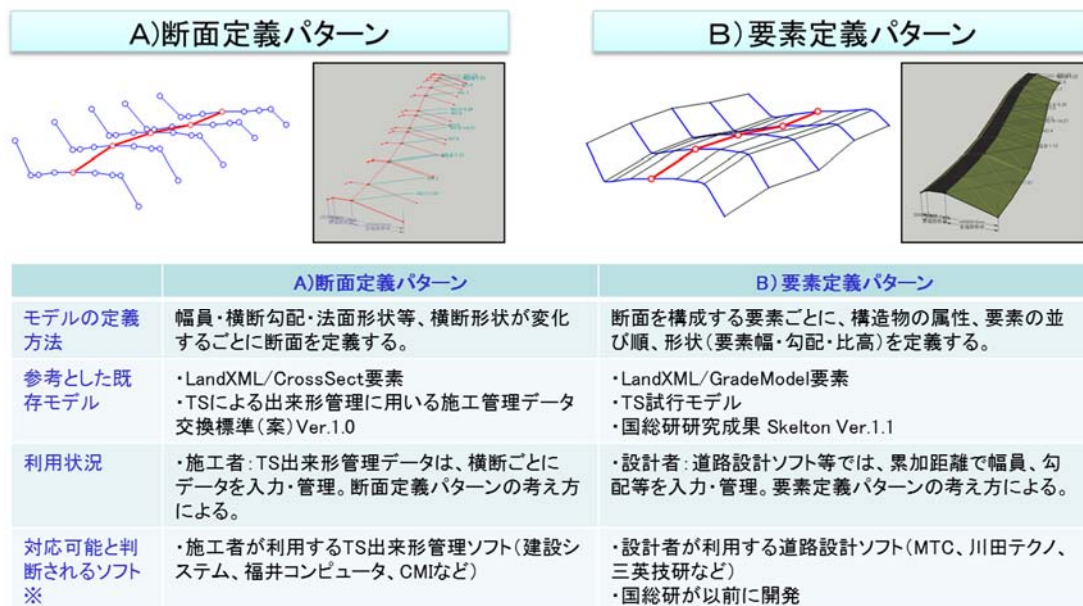 A)断面定義パターン
B)要素定義パターン
A)断面定義パターン
B)要素定義パターン
モデルの定義
方法
幅員・横断勾配・法面形状等、横断形状が変化
するごとに断面を定義する。
断面を構成する要素ごとに、構造物の属性、要素の並
び順、形状(要素幅・勾配・比高)を定義する。
参考とした既
存モデル
・LandXML/CrossSect要素
・TSによる出来形管理に用いる施工管理データ
交換標準(案)Ver.1.0
・LandXML/GradeModel要素
・TS試行モデル
・国総研研究成果 Skelton Ver.1.1
利用状況
・施工者:TS出来形管理データは、横断ごとに
データを入力・管理。断面定義パターンの考え方
による。
・設計者:道路設計ソフト等では、累加距離で幅員、勾
配等を入力・管理。要素定義パターンの考え方による。
対応可能と判
断されるソフト
※
・施工者が利用するTS出来形管理ソフト(建設シ
ステム、福井コンピュータ、CMIなど)
・設計者が利用する道路設計ソフト(MTC、川田テクノ、
三英技研など)
・国総研が以前に開発